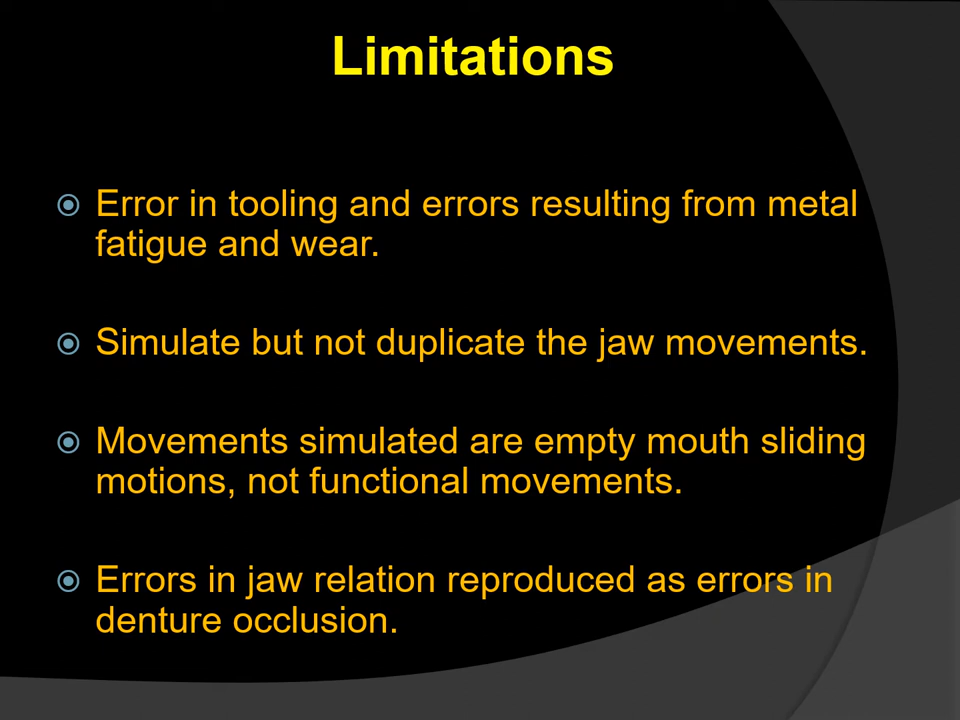 Limitations
Error in tooling and errors resulting from metal
fatigue and wear.
Simulate but not duplicate the jaw movements.
Movements simulated are empty mouth sliding
motions, not functional movements.
Errors in jaw relation reproduced as errors in
denture occlusion.